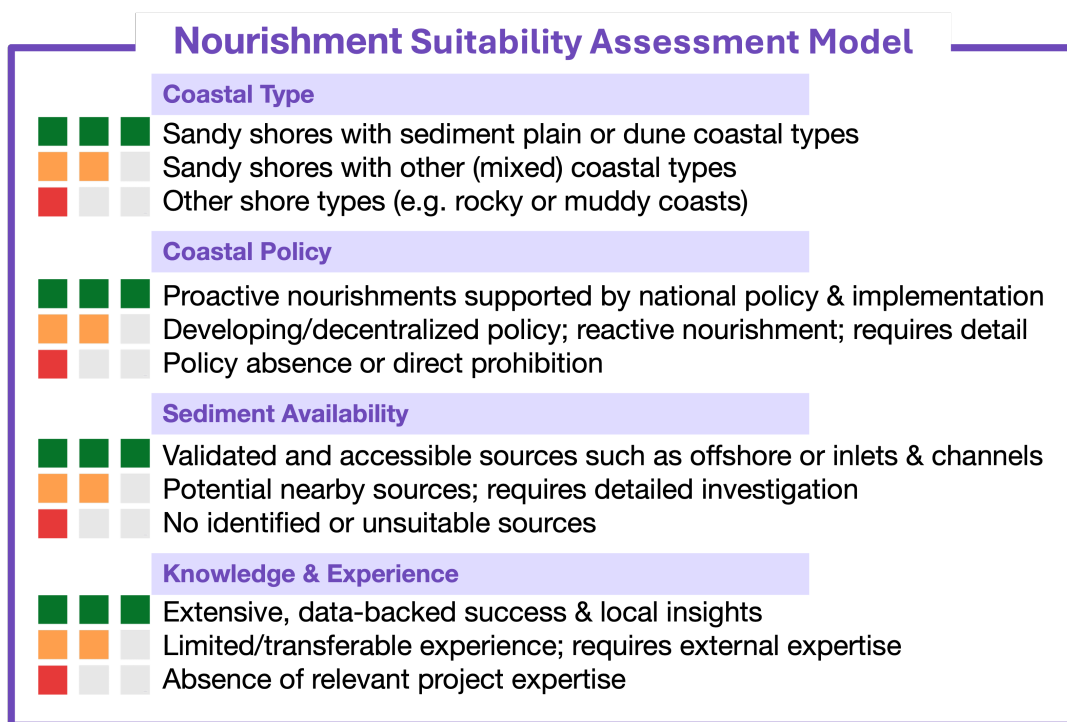 Nourishment Suitability Assessment Model
Coastal Type
Sandy shores with sediment plain or dune coastal types
Sandy shores with other (mixed) coastal types
Other shore types (e.g. rocky or muddy coasts)
Coastal Policy
Proactive nourishments supported by national policy & implementation
Developing/decentralized policy; reactive nourishment; requires detail
Policy absence or direct prohibition
Sediment Availability
Validated and accessible sources such as offshore or inlets & channels
Potential nearby sources; requires detailed investigation
No identified or unsuitable sources
Knowledge & Experience
Extensive, data-backed success & local insights
Limited/transferable experience; requires external expertise
Absence of relevant project expertise